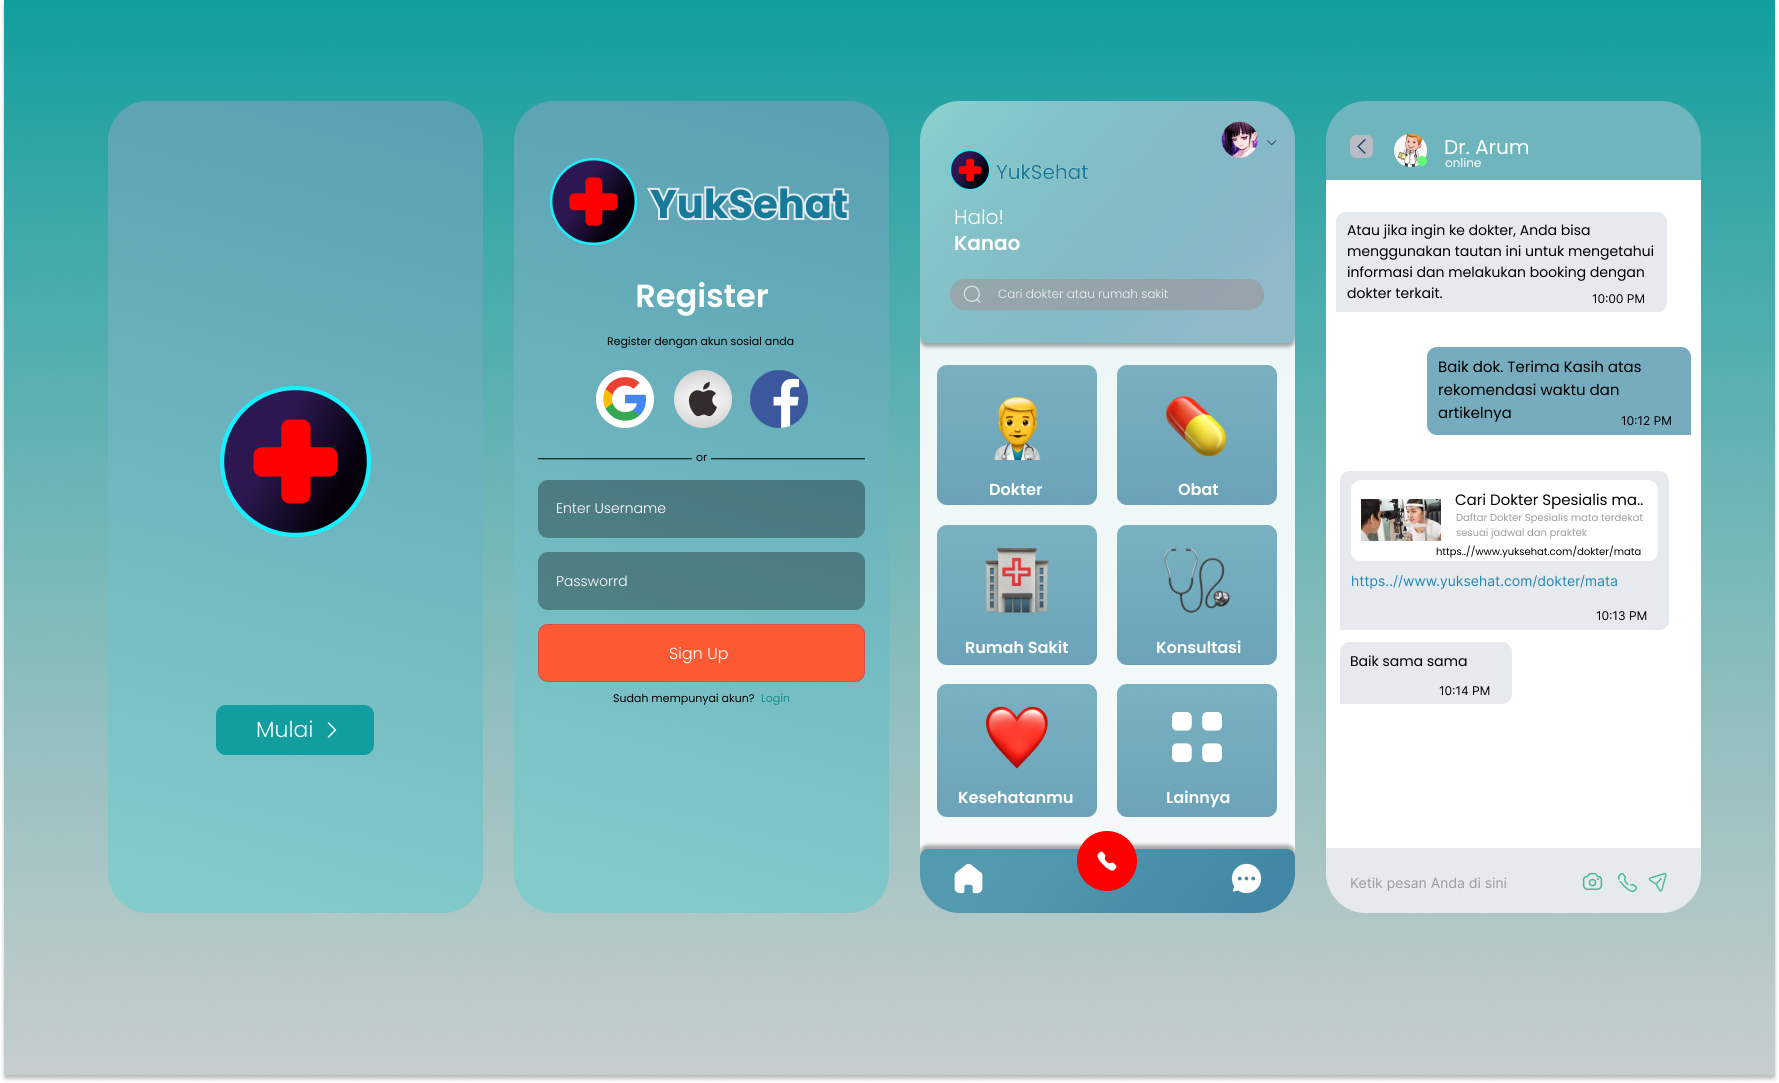 Mulai
YukSehat
Register
Register dengan akun sosial anda
or
Enter Username
Passworrd
Sign Up
Sudah mempunyai akun? Login
YukSehat
Halo!
Kanao
Cari dokter atau rumah sakit
Dokter
Obat
Rumah Sakit
Konsultasi
Kesehatanmu
Lainnya
Dr. Arum
online
Atau jika ingin ke dokter, Anda bisa
menggunakan tautan ini untuk mengetahui
informasi dan melakukan booking dengan
dokter terkait.
10:00 PM
Baik dok. Terima Kasih atas
rekomendasi waktu dan
artikelnya
10:12 PM
Cari Dokter Spesialis ma..
Daftar Dokter Spesialis mata terdekat
sesuai jadwal dan praktek
https..//www.yuksehat.com/dokter/mata
https..//www.yuksehat.com/dokter/mata
10:13 PM
Baik sama sama
10:14 PM
Ketik pesan Anda di sini